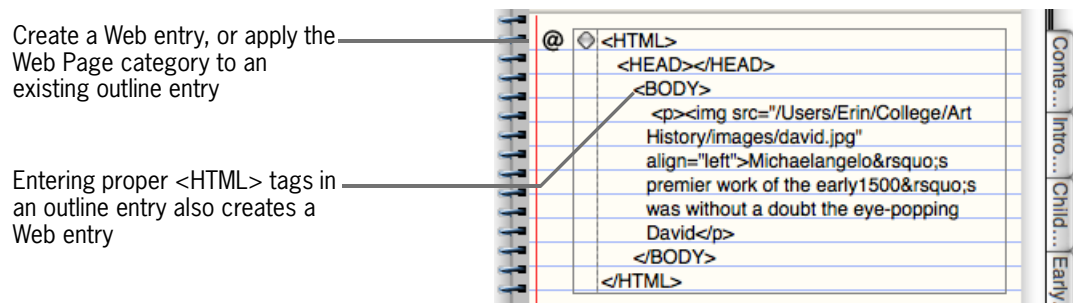 Create a Web entry, or apply the
Web Page category to an
existing outline entry
Entering proper <HTML> tags in
an outline entry also creates a
Web entry
@
<HTML>
<HEAD></HEAD>
<BODY>
<p><img src="/Users/Erin/College/Art
History/images/david.jpg"
align="left">Michaelangelo&rsquo;s
premier work of the early1500&rsquo;s
was without a doubt the eye-popping
David</p>
</BODY>
</HTML>
Conte...
Intro...
Child...
Early